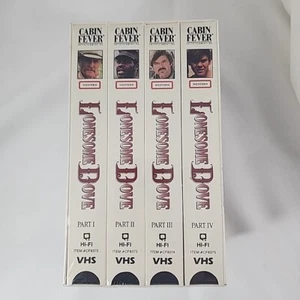 CABIN FEVER
LONESOME DOVE
PART I
HI-FI
VHS
CABIN FEVER
LONESOME DOVE
PART II
HI-FI
VHS
CABIN FEVER
LONESOME DOVE
PART III
HI-FI
VHS
CABIN FEVER
LONESOME DOVE
PART IV
HI-FI
VHS